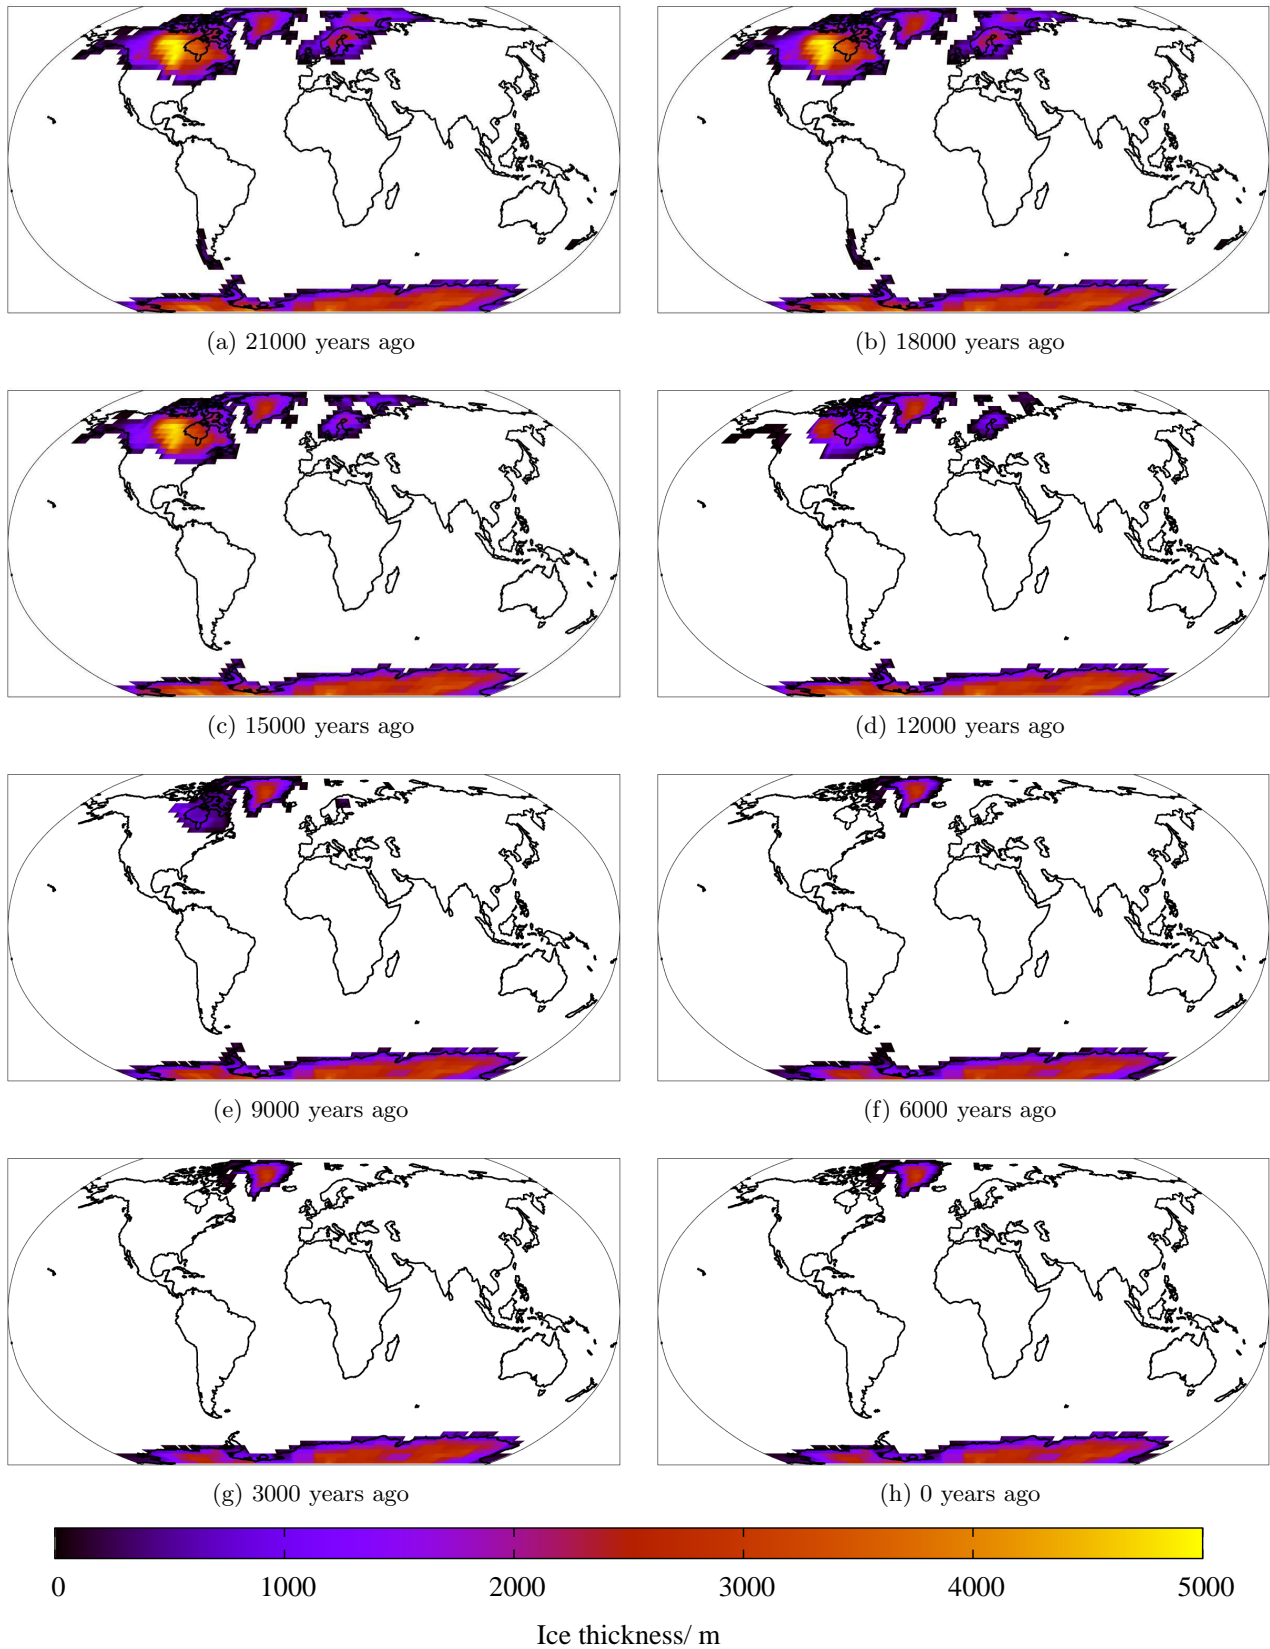 (a) 21000 years ago
(b) 18000 years ago
(c) 15000 years ago
(d) 12000 years ago
(e) 9000 years ago
(f) 6000 years ago
(g) 3000 years ago
(h) 0 years ago
0 1000 2000 3000 4000 5000
Ice thickness/ m